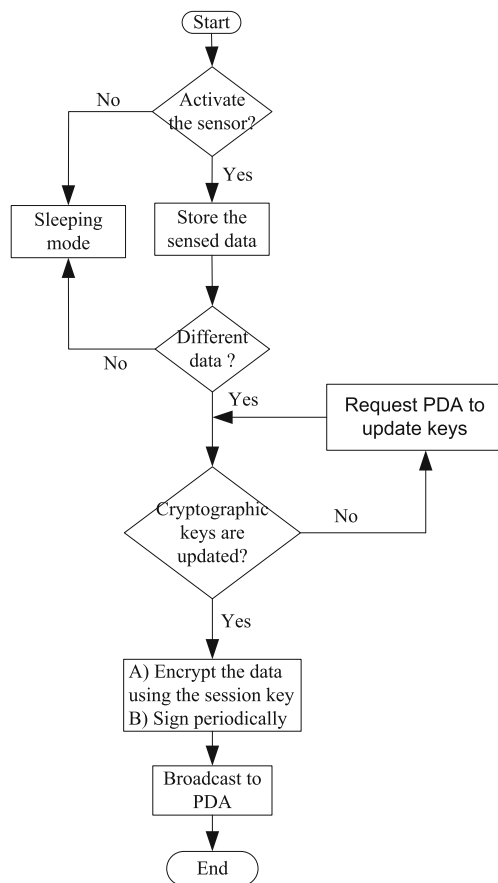 Start
No
Activate
the sensor?
Yes
Sleeping
mode
Store the
sensed data
Different
data ?
No
Yes
Request PDA to
update keys
Cryptographic
keys are
updated?
No
Yes
A) Encrypt the data
using the session key
B) Sign periodically
Broadcast to
PDA
End